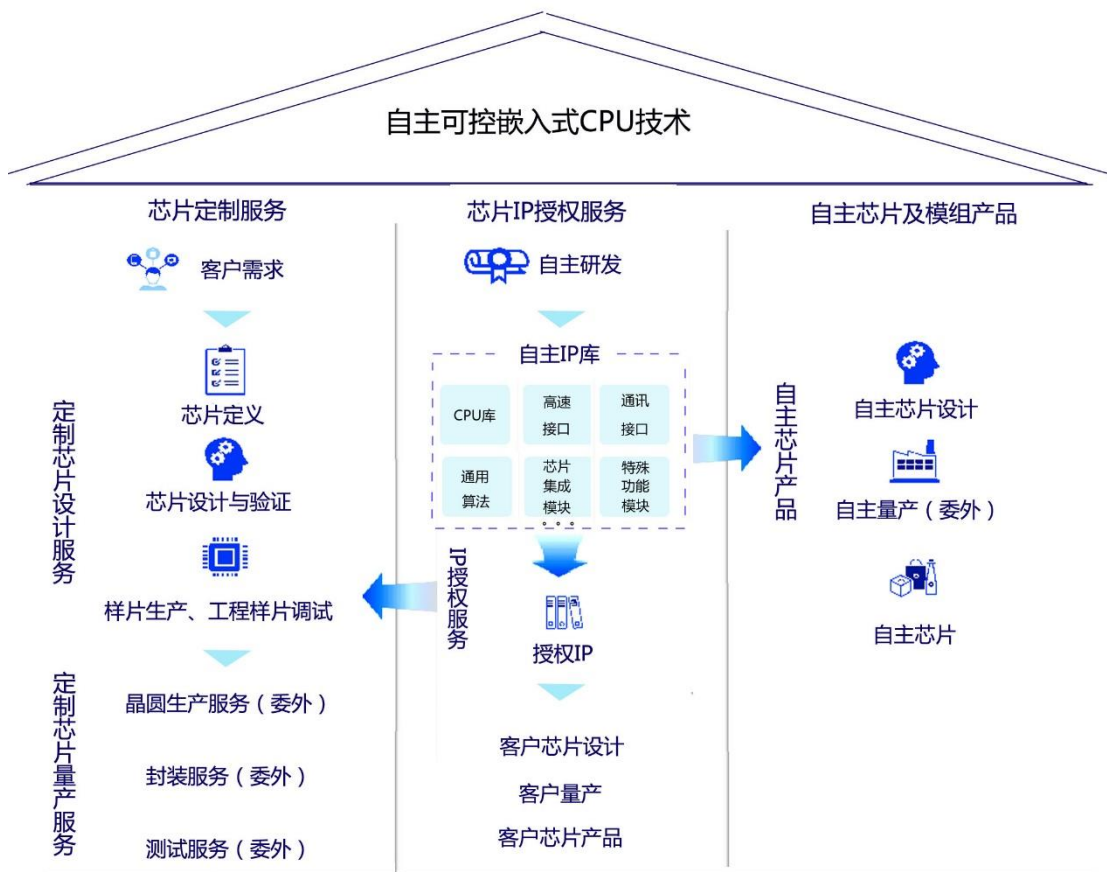 自主可控嵌入式CPU技术
芯片定制服务
客户需求
定制芯片设计服务
芯片定义
芯片设计与验证
样片生产、工程样片调试
定制芯片量产服务
晶圆生产服务（委外）
封装服务（委外）
测试服务（委外）
芯片IP授权服务
自主研发
自主IP库
CPU库
高速
接口
通讯
接口
通用
算法
芯片
集成
模块
特殊
功能
模块
IP授权服务
授权IP
客户芯片设计
客户量产
客户芯片产品
自主芯片及模组产品
自主芯片产品
自主芯片设计
自主量产（委外）
自主芯片